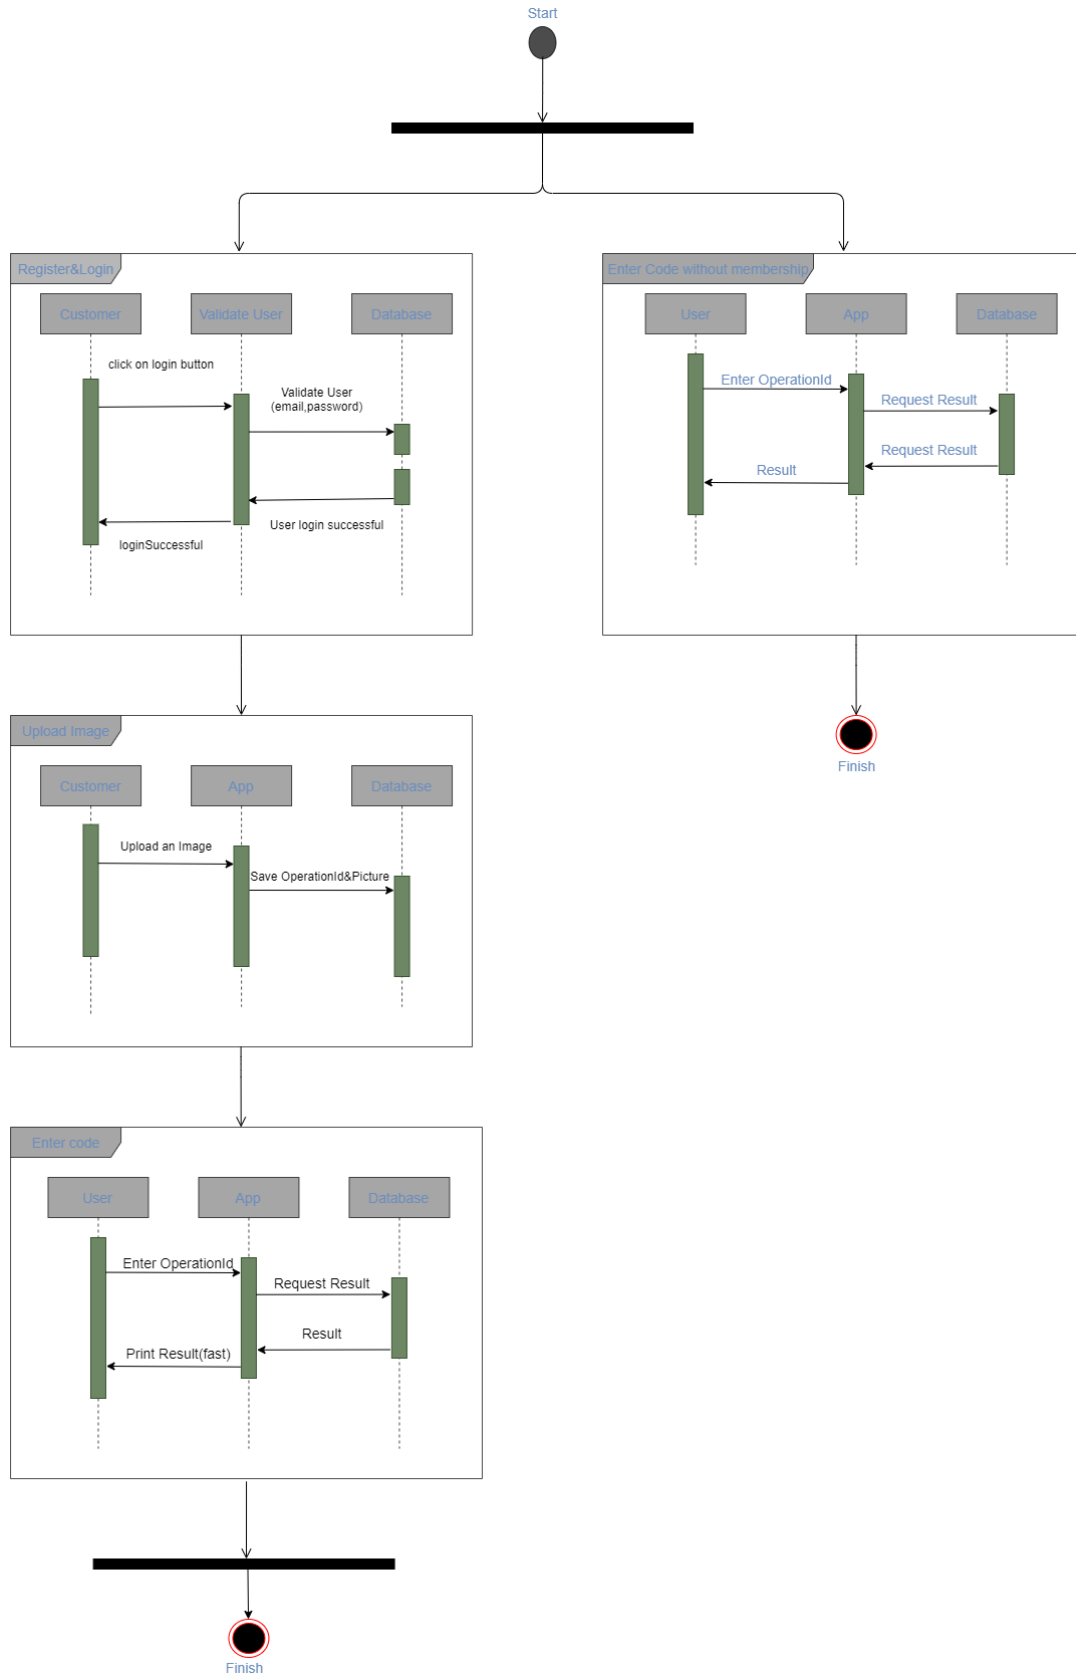 Start
Register&Login
Customer
Validate User
Database
click on login button
Validate User
(email,password)
User login successful
loginSuccessful
Enter Code without membership
User
App
Database
Enter OperationId
Request Result
Request Result
Result
Finish
Upload Image
Customer
App
Database
Upload an Image
Save OperationId&Picture
Enter code
User
App
Database
Enter OperationId
Request Result
Result
Print Result(fast)
Finish